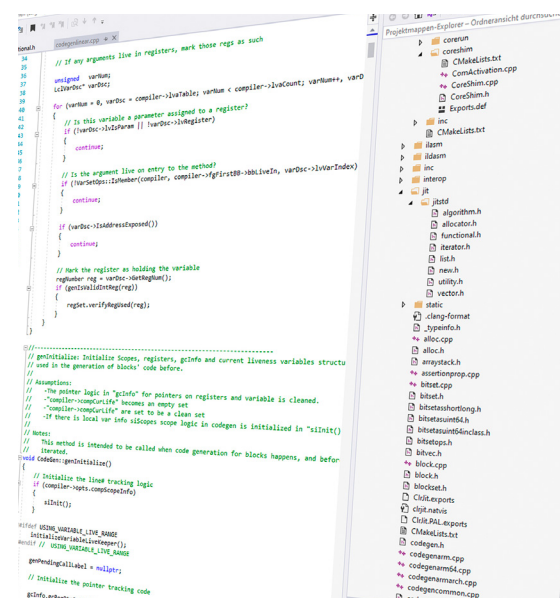 Projektmappen-Explorer – Ordneransicht durchsuc
codegenlinear.cpp
34
35
36
37
38
39
40
41
42
43
44
// If any arguments live in registers, mark those regs as such
unsigned varNum;
LclVarDsc* varDsc;
for (varNum = 0, varDsc = compiler->lvaTable; varNum < compiler->lvaCount; varNum++, varD
{
// Is this variable a parameter assigned to a register?
if (!varDsc->lvIsParam || !varDsc->lvRegister)
{
continue;
}
// Is the argument live on entry to the method?
if (!VarSetOps::IsMember(compiler, compiler->fgFirstBB->bbLiveIn, varDsc->lvVarIndex)
{
continue;
}
if (varDsc->IsAddressExposed())
{
continue;
}
// Mark the register as holding the variable
regNumber reg = varDsc->GetRegNum();
if (genIsValidIntReg(reg))
{
regSet.verifyRegUsed(reg);
}
}
}
//----------------------------------------------------------------------
// genInitialize: Initialize Scopes, registers, gcInfo and current liveness variables structu
// used in the generation of blocks' code before.
//
// Assumptions:
// -The pointer logic in "gcInfo" for pointers on registers and variable is cleaned.
// -"compiler->compCurLife" becomes an empty set
// -"compiler->compCurLife" are set to be a clean set
// -If there is local var info siScopes scope logic in codegen is initialized in "siInit()
//
// Notes:
// This method is intended to be called when code generation for blocks happens, and befor
// iterated.
void CodeGen::genInitialize()
{
// Initialize the line# tracking logic
if (compiler->opts.compScopeInfo)
{
siInit();
}
#ifdef USING_VARIABLE_LIVE_RANGE
initializeVariableLiveKeeper();
#endif // USING_VARIABLE_LIVE_RANGE
genPendingCallLabel = nullptr;
// Initialize the pointer tracking code
corerun
coreshim
CMakeLists.txt
ComActivation.cpp
CoreShim.cpp
CoreShim.h
Exports.def
inc
CMakeLists.txt
ilasm
ildasm
inc
interop
jit
jitstd
algorithm.h
allocator.h
functional.h
iterator.h
list.h
new.h
utility.h
vector.h
static
.clang-format
_typeinfo.h
alloc.cpp
alloc.h
arraystack.h
assertionprop.cpp
bitset.cpp
bitset.h
bitsetasshortlong.h
bitsetasuint64.h
bitsetasuint64inclass.h
bitsetops.h
bitvec.h
block.cpp
block.h
blockset.h
ClrJit.exports
clrjit.natvis
ClrJit.PAL.exports
CMakeLists.txt
codegen.h
codegenarm.cpp
codegenarm64.cpp
codegenarmarch.cpp
codegencommon.cpp